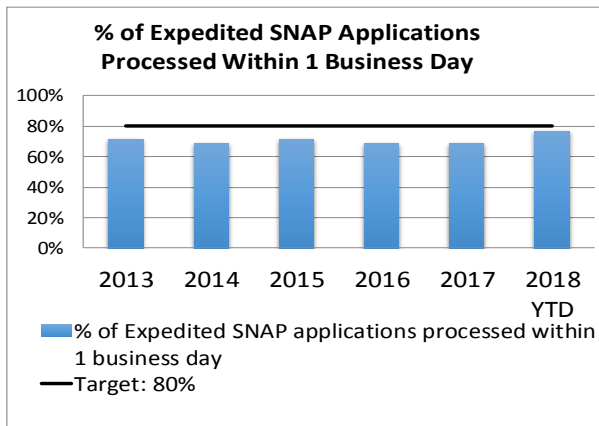 % of Expedited SNAP Applications
Processed Within 1 Business Day
100%
80%
60%
40%
20%
0%
2013 2014 2015 2016 2017 2018
YTD
% of Expedited SNAP applications processed within
1 business day
Target: 80%